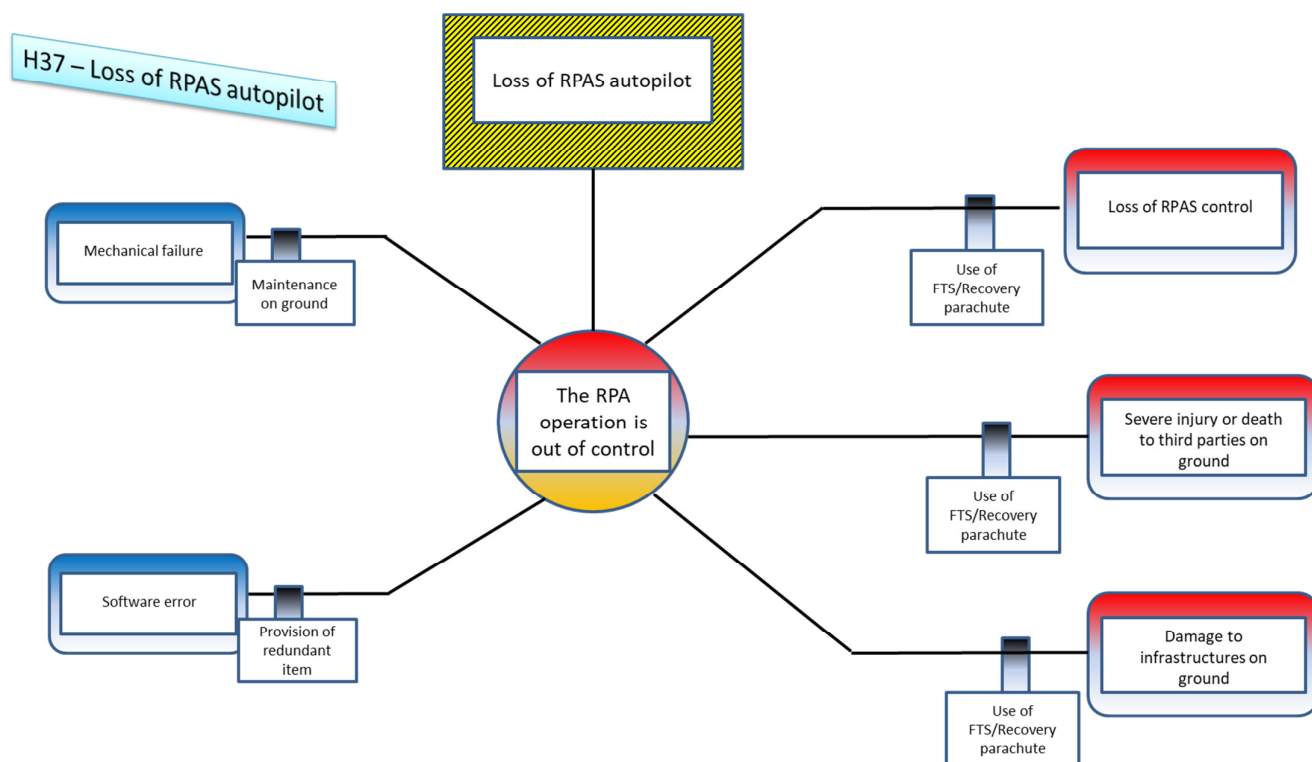 H37 – Loss of RPAS autopilot
Loss of RPAS autopilot
Mechanical failure
Maintenance
on ground
Software error
Provision of
redundant
item
The RPA
operation is
out of control
Loss of RPAS control
Use of
FTS/Recovery
parachute
Severe injury or death
to third parties on
ground
Use of
FTS/Recovery
parachute
Damage to
infrastructures on
ground
Use of
FTS/Recovery
parachute